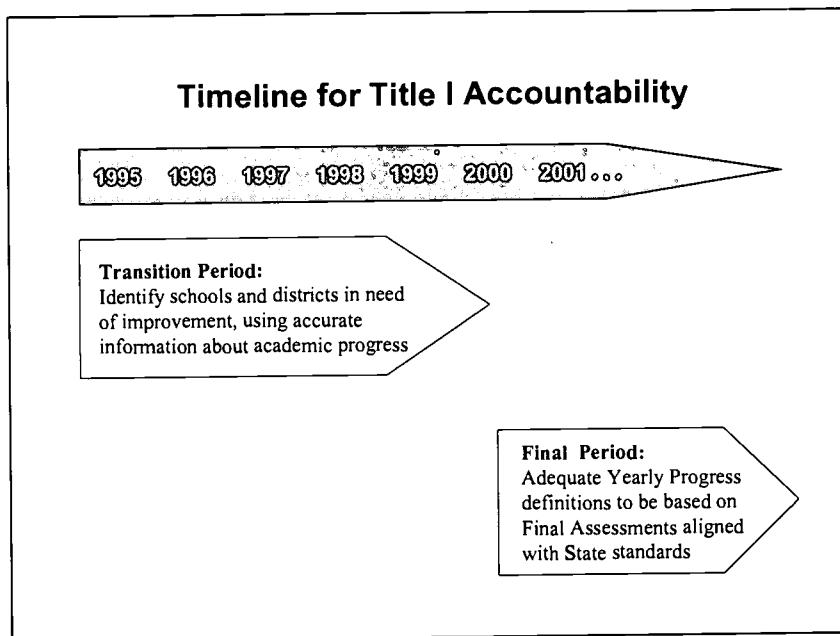 Timeline for Title I Accountability
1995 1996 1997 1998 1999 2000 2001...
Transition Period:
Identify schools and districts in need
of improvement, using accurate
information about academic progress
Final Period:
Adequate Yearly Progress
definitions to be based on
Final Assessments aligned
with State standards